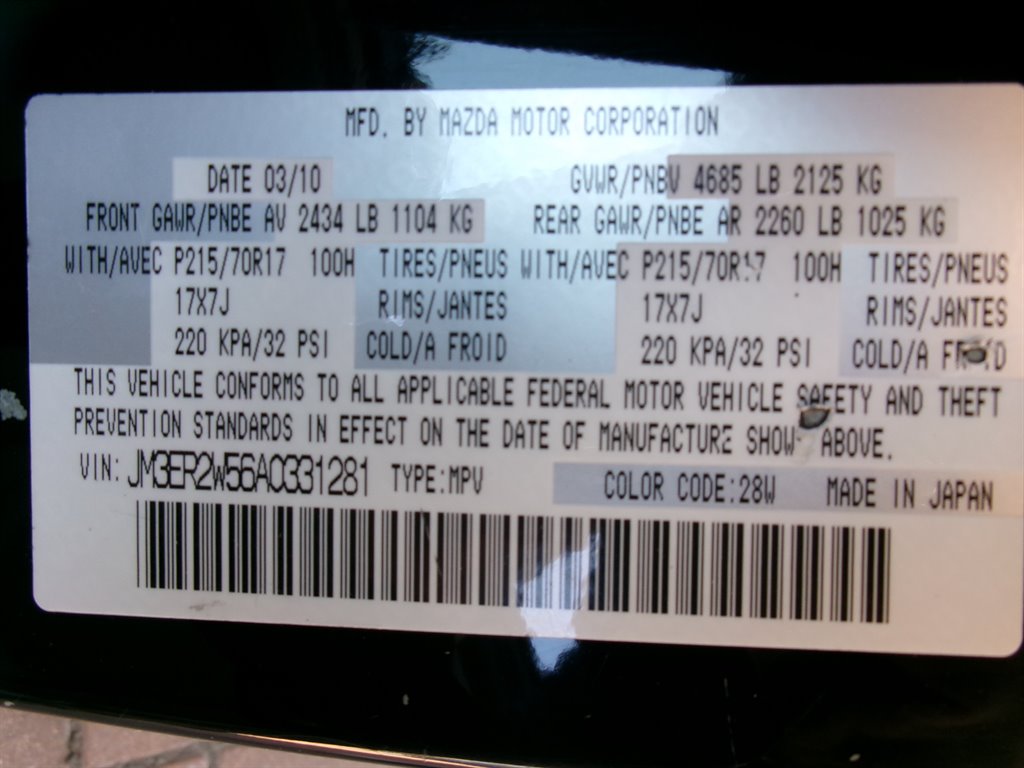 MFD. BY MAZDA MOTOR CORPORATION
DATE 03/10 GVWR/PNBV 4685 LB 2125 KG
FRONT GAWR/PNBE AV 2434 LB 1104 KG REAR GAWR/PNBE AR 2260 LB 1025 KG
WITH/AVEC P215/70R17 100H TIRES/PNEUS WITH/AVEC P215/70R17 100H TIRES/PNEUS
17X7J RIMS/JANTES 17X7J RIMS/JANTES
220 KPA/32 PSI COLD/A FROID 220 KPA/32 PSI COLD/A FROID
THIS VEHICLE CONFORMS TO ALL APPLICABLE FEDERAL MOTOR VEHICLE SAFETY AND THEFT
PREVENTION STANDARDS IN EFFECT ON THE DATE OF MANUFACTURE SHOWN ABOVE.
VIN: JM3ER2W56A0331281 TYPE:MPV COLOR CODE:28W MADE IN JAPAN